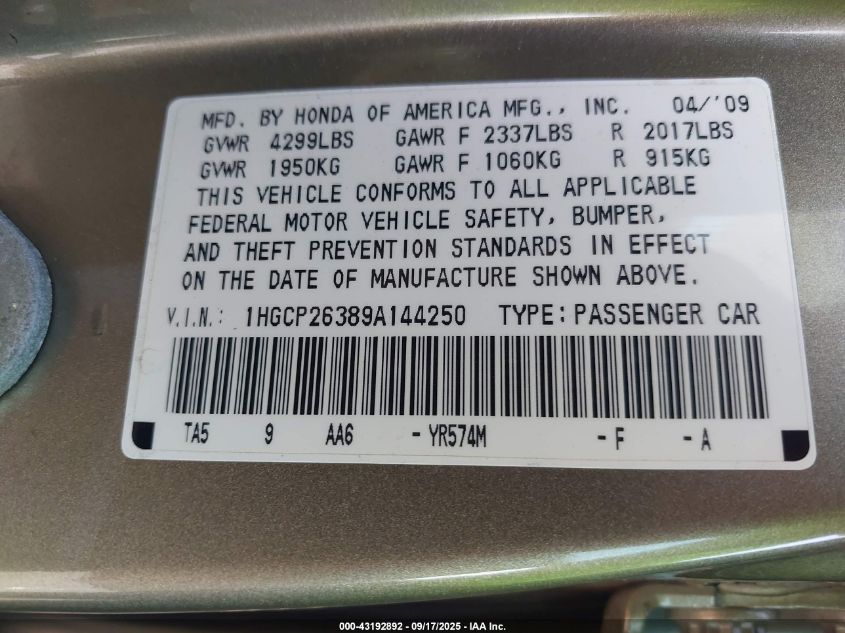 MFD. BY HONDA OF AMERICA MFG., INC. 04/'09
GVWR 4299LBS GAWR F 2337LBS R 2017LBS
GVWR 1950KG GAWR F 1060KG R 915KG
THIS VEHICLE CONFORMS TO ALL APPLICABLE
FEDERAL MOTOR VEHICLE SAFETY, BUMPER,
AND THEFT PREVENTION STANDARDS IN EFFECT
ON THE DATE OF MANUFACTURE SHOWN ABOVE.
V.I.N.: 1HGCP26389A144250 TYPE: PASSENGER CAR
TA5 9 AA6 -YR574M -F -A
000-43192892 - 09/17/2025 - IAA Inc.